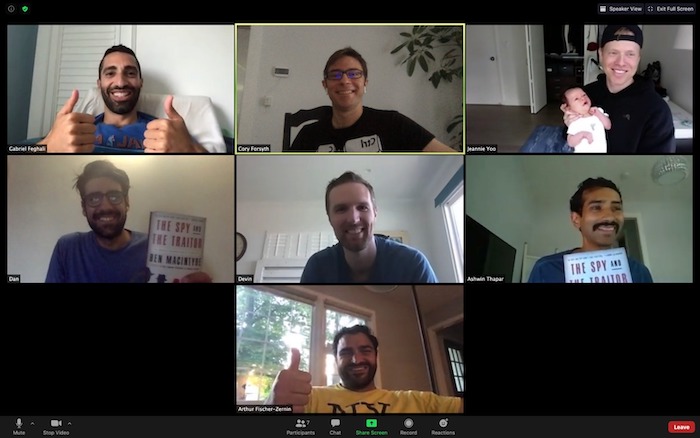 Speaker View
Exit Full Screen
Gabriel Feghali
Cory Forsyth
Jeannie Yoo
Ctrl
THE SPY AND
THE TRAITOR
BEN MACINTYRE
Dan
Devin
THE SPY AND
THE TRAITOR
Ashwin Thapar
Arthur Fischer-Zernin
Mute
Stop Video
Participants
7
Chat
Share Screen
Record
Reactions
Leave